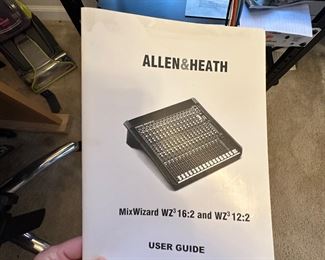 ALLEN&HEATH
MixWizard WZ³ 16:2 and WZ³ 12:2
USER GUIDE